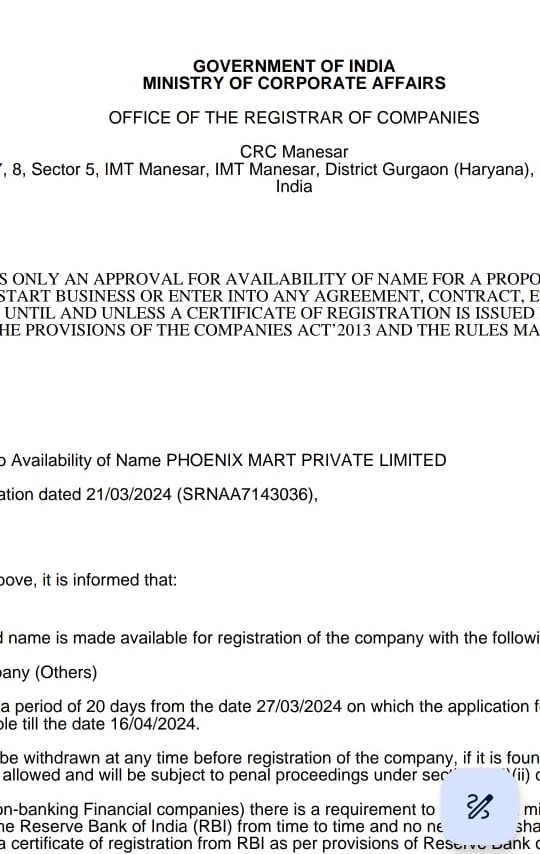 GOVERNMENT OF INDIA
MINISTRY OF CORPORATE AFFAIRS
OFFICE OF THE REGISTRAR OF COMPANIES
CRC Manesar
, 8, Sector 5, IMT Manesar, IMT Manesar, District Gurgaon (Haryana),
India
S ONLY AN APPROVAL FOR AVAILABILITY OF NAME FOR A PROPO
START BUSINESS OR ENTER INTO ANY AGREEMENT, CONTRACT, E
UNTIL AND UNLESS A CERTIFICATE OF REGISTRATION IS ISSUED
HE PROVISIONS OF THE COMPANIES ACT'2013 AND THE RULES MA
o Availability of Name PHOENIX MART PRIVATE LIMITED
ation dated 21/03/2024 (SRNAA7143036),
ove, it is informed that:
d name is made available for registration of the company with the followi
pany (Others)
a period of 20 days from the date 27/03/2024 on which the application f
le till the date 16/04/2024.
be withdrawn at any time before registration of the company, if it is foun
allowed and will be subject to penal proceedings under (ii)
on-banking Financial companies) there is a requirement to mi
he Reserve Bank of India (RBI) from time to time and no ne sha
a certificate of registration from RBI as per provisions of Reserve Bank